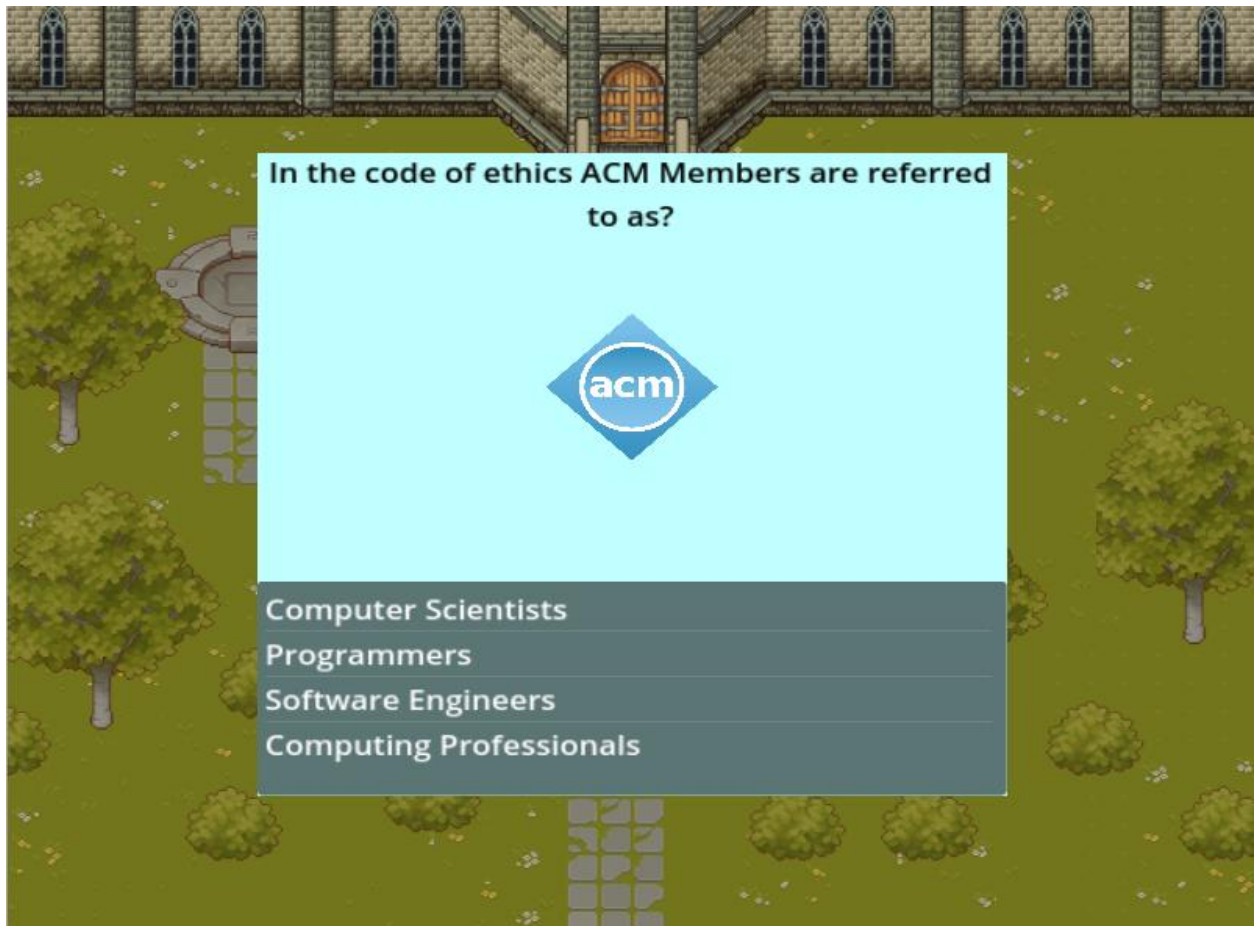 In the code of ethics ACM Members are referred
to as?
acm
Computer Scientists
Programmers
Software Engineers
Computing Professionals